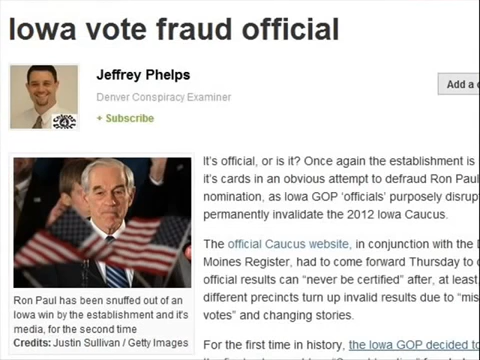 Iowa vote fraud official
Jeffrey Phelps
Denver Conspiracy Examiner
+ Subscribe
Add a
It's official, or is it? Once again the establishment is
it's cards in an obvious attempt to defraud Ron Paul
nomination, as Iowa GOP 'officials' purposely disrupt
permanently invalidate the 2012 Iowa Caucus.
The official Caucus website, in conjunction with the D
Moines Register, had to come forward Thursday to
official results can "never be certified" after, at least,
different precincts turn up invalid results due to "mis
votes" and changing stories.
For the first time in history, the Iowa GOP decided to
Ron Paul has been snuffed out of an
Iowa win by the establishment and it's
media, for the second time
Credits: Justin Sullivan / Getty Images